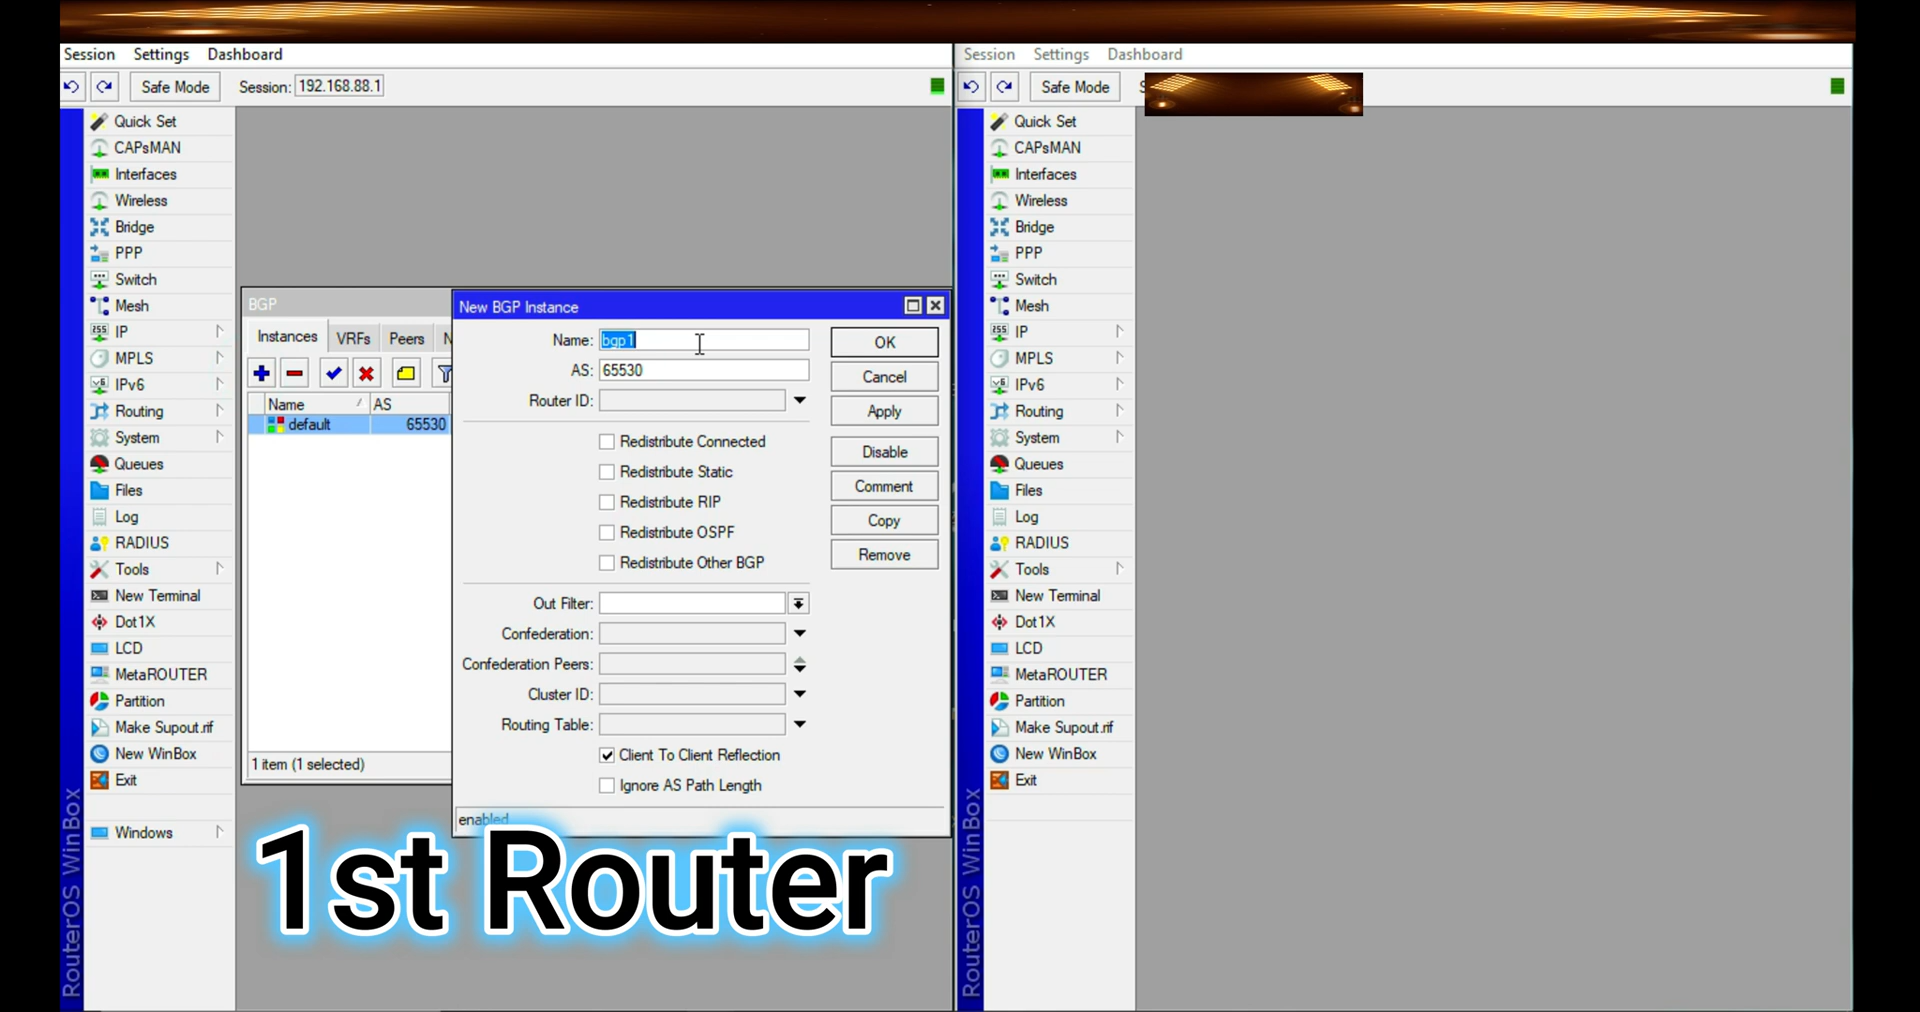 Session Settings Dashboard
Safe Mode Session: 192.168.88.1
Quick Set
CAPsMAN
Interfaces
Wireless
Bridge
PPP
Switch
Mesh
IP
MPLS
IPv6
Routing
System
Queues
Files
Log
RADIUS
Tools
New Terminal
Dot1X
LCD
MetaROUTER
Partition
Make Supout.rif
New WinBox
Exit
Windows
RouterOS WinBox
BGP
Instances VRFs Peers N
Name AS
default 65530
1 item (1 selected)
New BGP Instance
Name: bgp1
AS: 65530
Router ID:
Redistribute Connected
Redistribute Static
Redistribute RIP
Redistribute OSPF
Redistribute Other BGP
Out Filter:
Confederation:
Confederation Peers:
Cluster ID:
Routing Table:
Client To Client Reflection
Ignore AS Path Length
enabled
OK
Cancel
Apply
Disable
Comment
Copy
Remove
1st Router
Session Settings Dashboard
Safe Mode S
Quick Set
CAPsMAN
Interfaces
Wireless
Bridge
PPP
Switch
Mesh
IP
MPLS
IPv6
Routing
System
Queues
Files
Log
RADIUS
Tools
New Terminal
Dot1X
LCD
MetaROUTER
Partition
Make Supout.rif
New WinBox
Exit
RouterOS WinBox